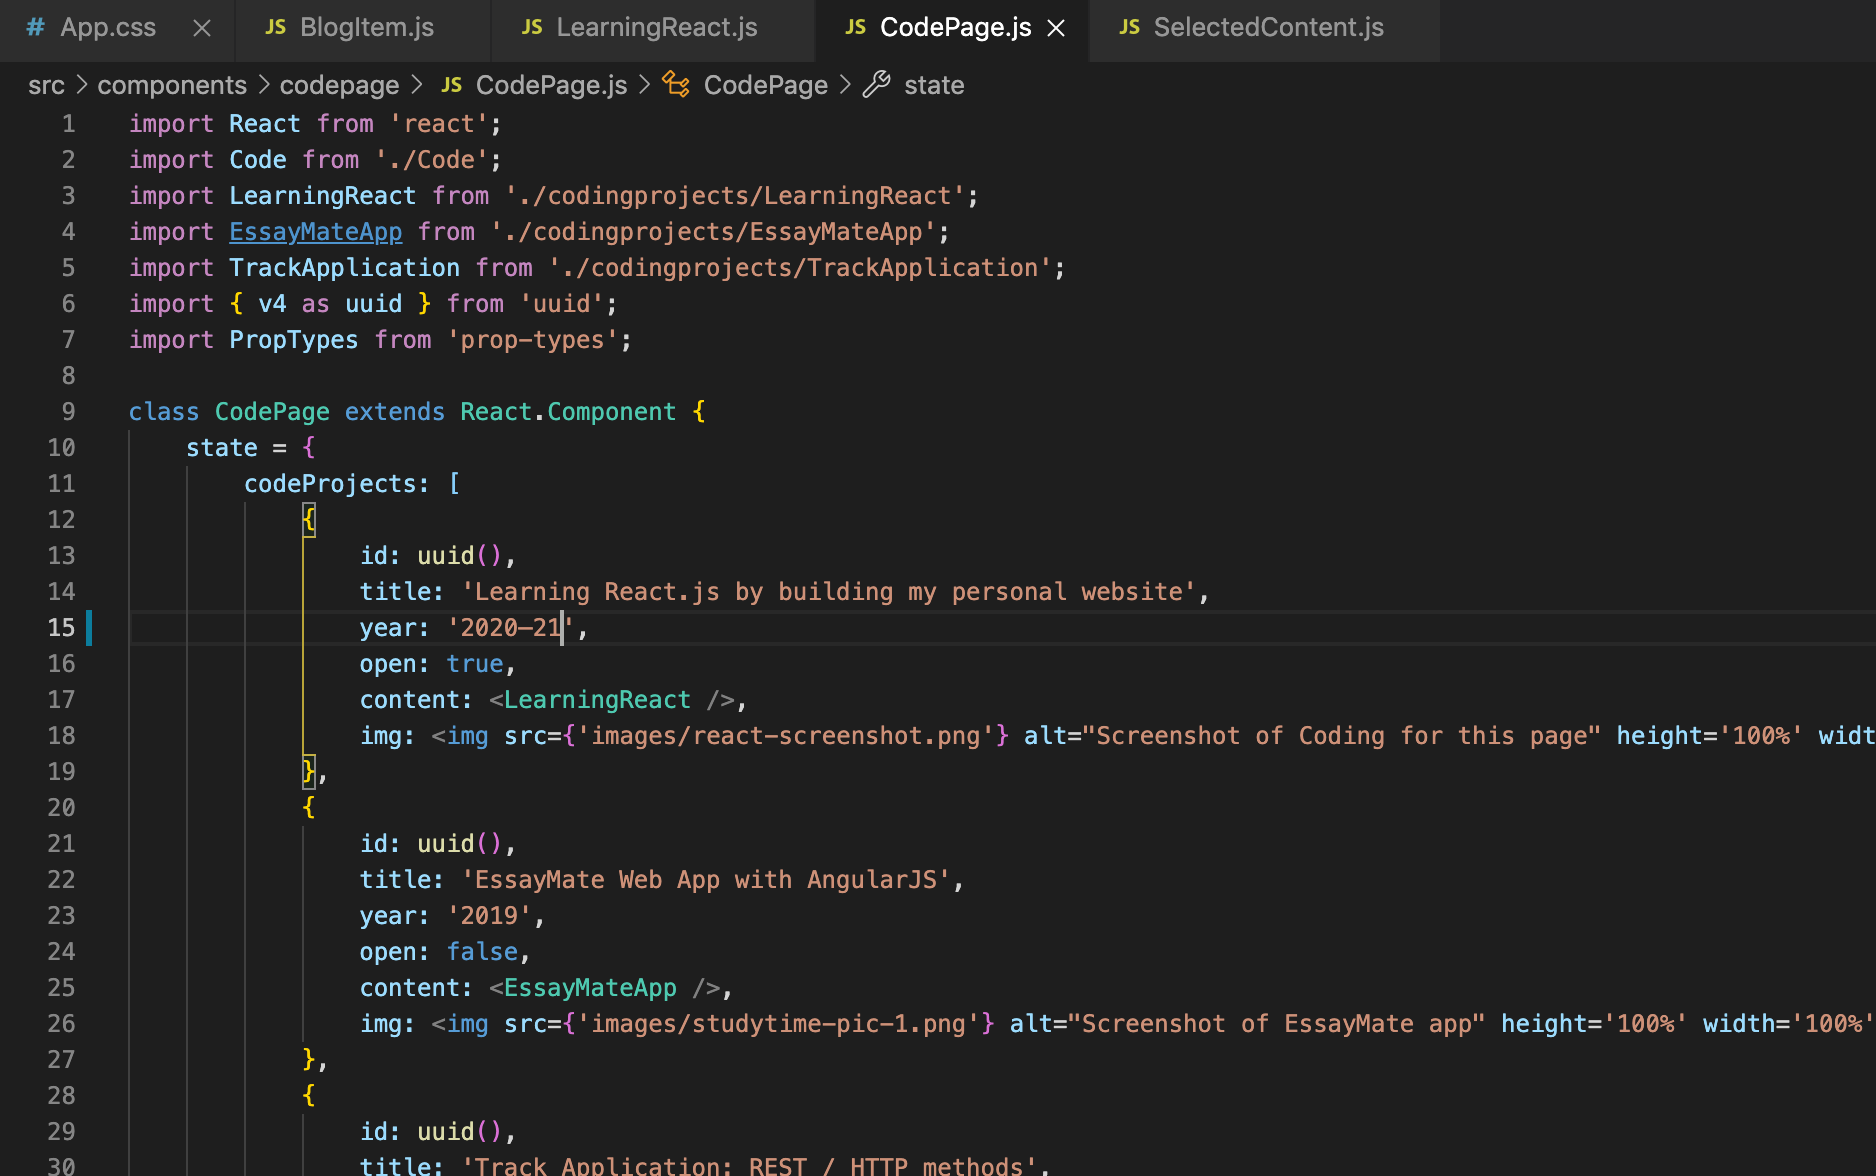 # App.css × JS BlogItem.js JS LearningReact.js JS CodePage.js × JS SelectedContent.js
src > components > codepage > JS CodePage.js > CodePage > state
1 import React from 'react';
2 import Code from './Code';
3 import LearningReact from './codingprojects/LearningReact';
4 import EssayMateApp from './codingprojects/EssayMateApp';
5 import TrackApplication from './codingprojects/TrackApplication';
6 import { v4 as uuid } from 'uuid';
7 import PropTypes from 'prop-types';
8
9 class CodePage extends React.Component {
10 state = {
11 codeProjects: [
12 {
13 id: uuid(),
14 title: 'Learning React.js by building my personal website',
15 year: '2020–21',
16 open: true,
17 content: <LearningReact />,
18 img: <img src={'images/react-screenshot.png'} alt="Screenshot of Coding for this page" height='100%' widt
19 },
20 {
21 id: uuid(),
22 title: 'EssayMate Web App with AngularJS',
23 year: '2019',
24 open: false,
25 content: <EssayMateApp />,
26 img: <img src={'images/studytime-pic-1.png'} alt="Screenshot of EssayMate app" height='100%' width='100%'
27 },
28 {
29 id: uuid(),
30 title: 'Track Application: REST / HTTP methods',